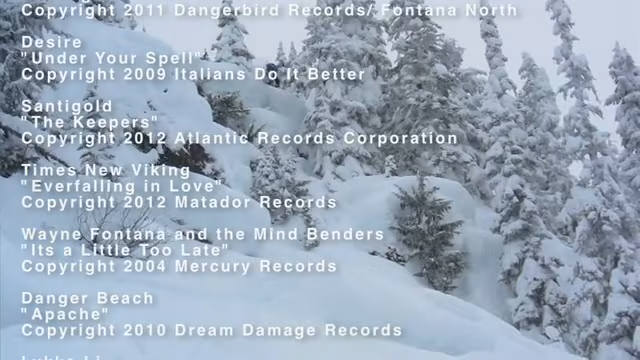 Copyright 2011 Dangerbird Records/ Fontana North
Desire
"Under Your Spell"
Copyright 2009 Italians Do It Better
Santigold
"The Keepers"
Copyright 2012 Atlantic Records Corporation
Times New Viking
"Everfalling in Love"
Copyright 2012 Matador Records
Wayne Fontana and the Mind Benders
"Its a Little Too Late"
Copyright 2004 Mercury Records
Danger Beach
"Apache"
Copyright 2010 Dream Damage Records